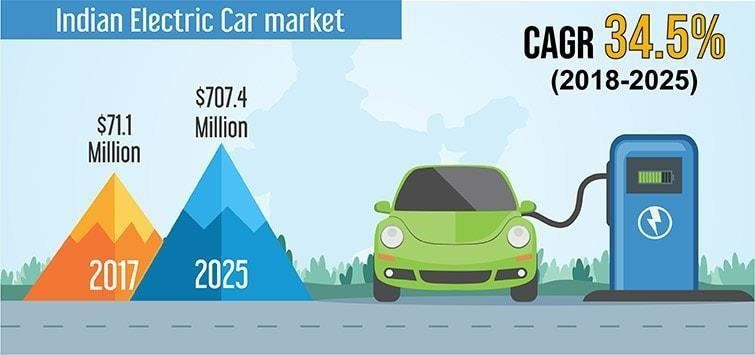 Indian Electric Car market
CAGR 34.5%
(2018-2025)
$71.1
Million
$707.4
Million
2017
2025